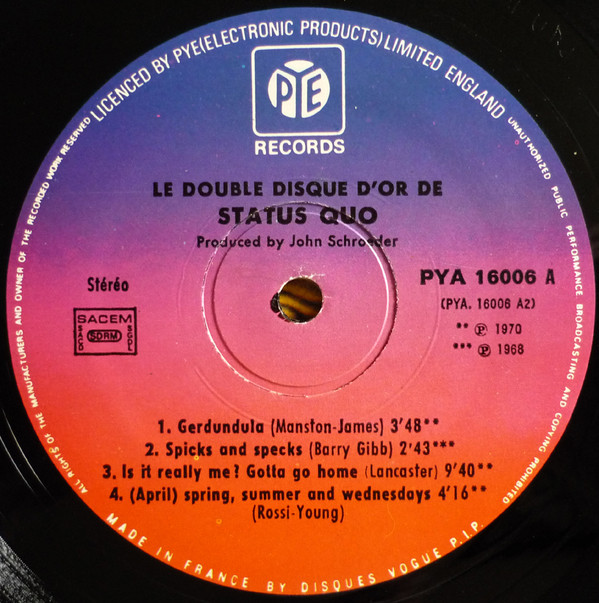 LICENCED BY PYE (ELECTRONIC PRODUCTS) LIMITED ENGLAND
UNAUTHORIZED PUBLIC PERFORMANCE BROADCASTING AND COPYING PROHIBITED
ALL RIGHTS OF THE MANUFACTURERS AND OWNER OF THE RECORDED WORK RESERVED
PYE
RECORDS
LE DOUBLE DISQUE D'OR DE
STATUS QUO
Produced by John Schroeder
Stéréo
PYA 16006 A
(PYA. 16006 A2)
SACEM
SACD SDRM SGDL
** ℗ 1970
*** ℗ 1968
1. Gerdundula (Manston-James) 3'48**
2. Spicks and specks (Barry Gibb) 2'43***
3. Is it really me? Gotta go home (Lancaster) 9'40**
4. (April) spring, summer and wednesdays 4'16**
(Rossi-Young)
MADE IN FRANCE BY DISQUES VOGUE P.I.P.